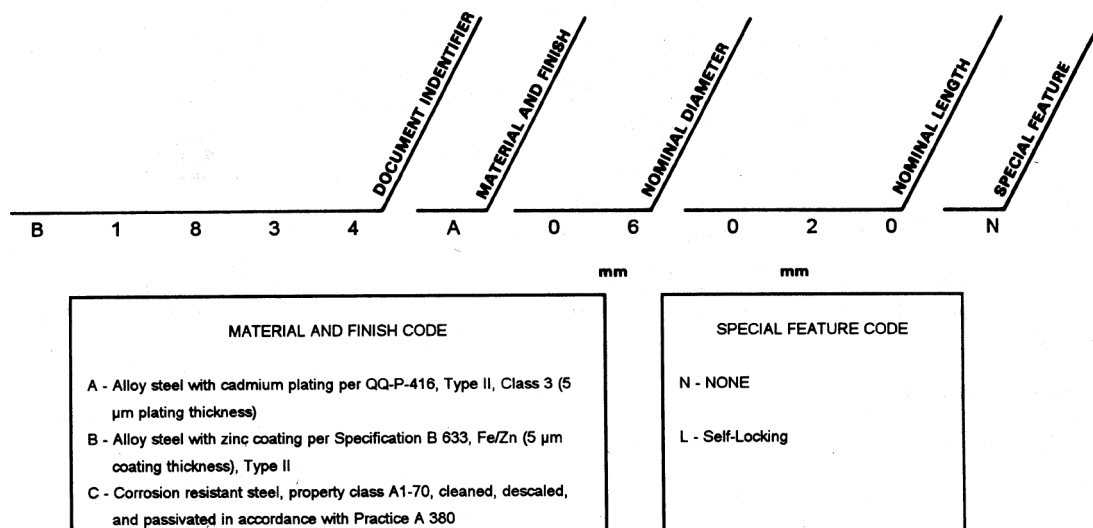 DOCUMENT INDENTIFIER
MATERIAL AND FINISH
NOMINAL DIAMETER
NOMINAL LENGTH
SPECIAL FEATURE
B 1 8 3 4 A 0 6 0 2 0 N
mm mm
MATERIAL AND FINISH CODE
A - Alloy steel with cadmium plating per QQ-P-416, Type II, Class 3 (5
µm plating thickness)
B - Alloy steel with zinc coating per Specification B 633, Fe/Zn (5 µm
coating thickness), Type II
C - Corrosion resistant steel, property class A1-70, cleaned, descaled,
and passivated in accordance with Practice A 380
SPECIAL FEATURE CODE
N - NONE
L - Self-Locking